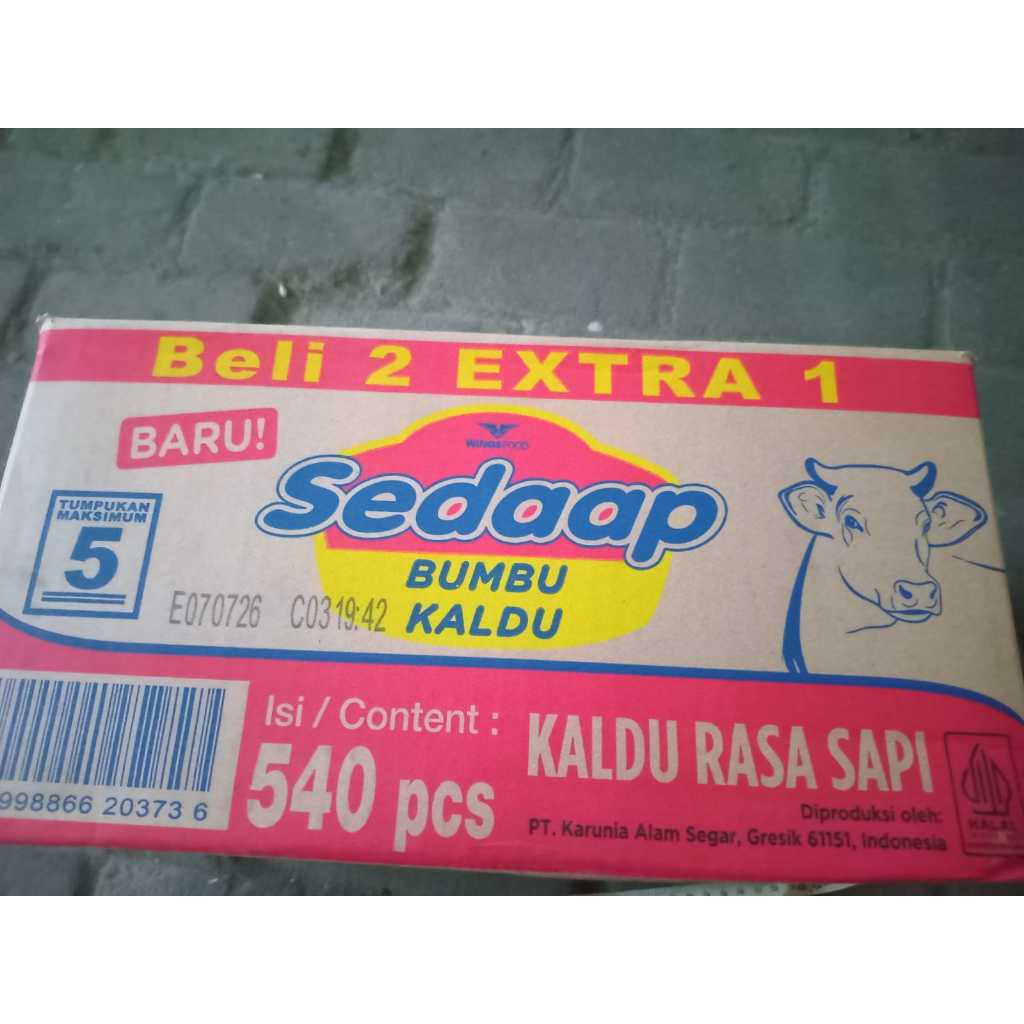 Beli 2 EXTRA 1
BARU!
WINGSFOOD
Sedaap
BUMBU
KALDU
TUMPUKAN
MAKSIMUM
5
E070726 C03 19:42
Isi / Content :
540 pcs
KALDU RASA SAPI
Diproduksi oleh:
PT. Karunia Alam Segar, Gresik 61151, Indonesia
998866 20373 6
HALAL